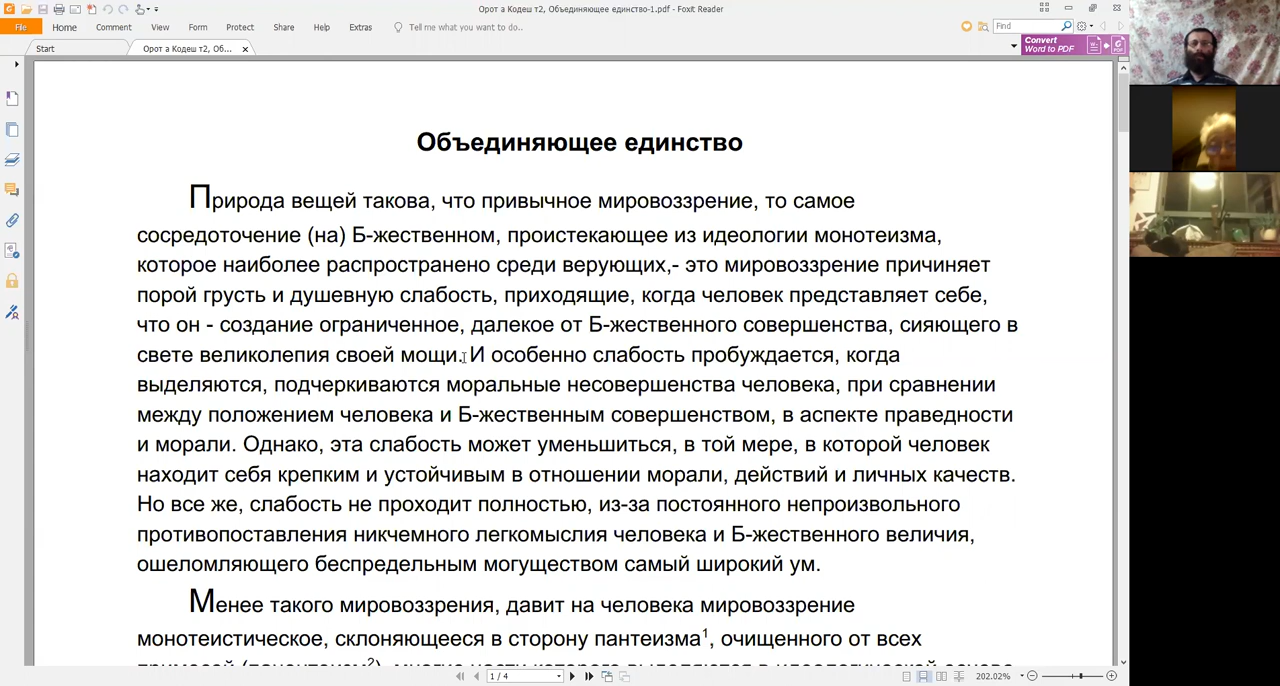 Орот а Кодеш т2, Объединяющее единство-1.pdf - Foxit Reader
File Home Comment View Form Protect Share Help Extras Tell me what you want to do.. Find
Start Орот а Кодеш т2, Об... Convert
Word to PDF
Объединяющее единство
Природа вещей такова, что привычное мировоззрение, то самое
сосредоточение (на) Б-жественном, проистекающее из идеологии монотеизма,
которое наиболее распространено среди верующих,- это мировоззрение причиняет
порой грусть и душевную слабость, приходящие, когда человек представляет себе,
что он - создание ограниченное, далекое от Б-жественного совершенства, сияющего в
свете великолепия своей мощи. И особенно слабость пробуждается, когда
выделяются, подчеркиваются моральные несовершенства человека, при сравнении
между положением человека и Б-жественным совершенством, в аспекте праведности
и морали. Однако, эта слабость может уменьшиться, в той мере, в которой человек
находит себя крепким и устойчивым в отношении морали, действий и личных качеств.
Но все же, слабость не проходит полностью, из-за постоянного непроизвольного
противопоставления никчемного легкомыслия человека и Б-жественного величия,
ошеломляющего беспредельным могуществом самый широкий ум.
Менее такого мировоззрения, давит на человека мировоззрение
монотеистическое, склоняющееся в сторону пантеизма1, очищенного от всех
1 / 4 202.02%